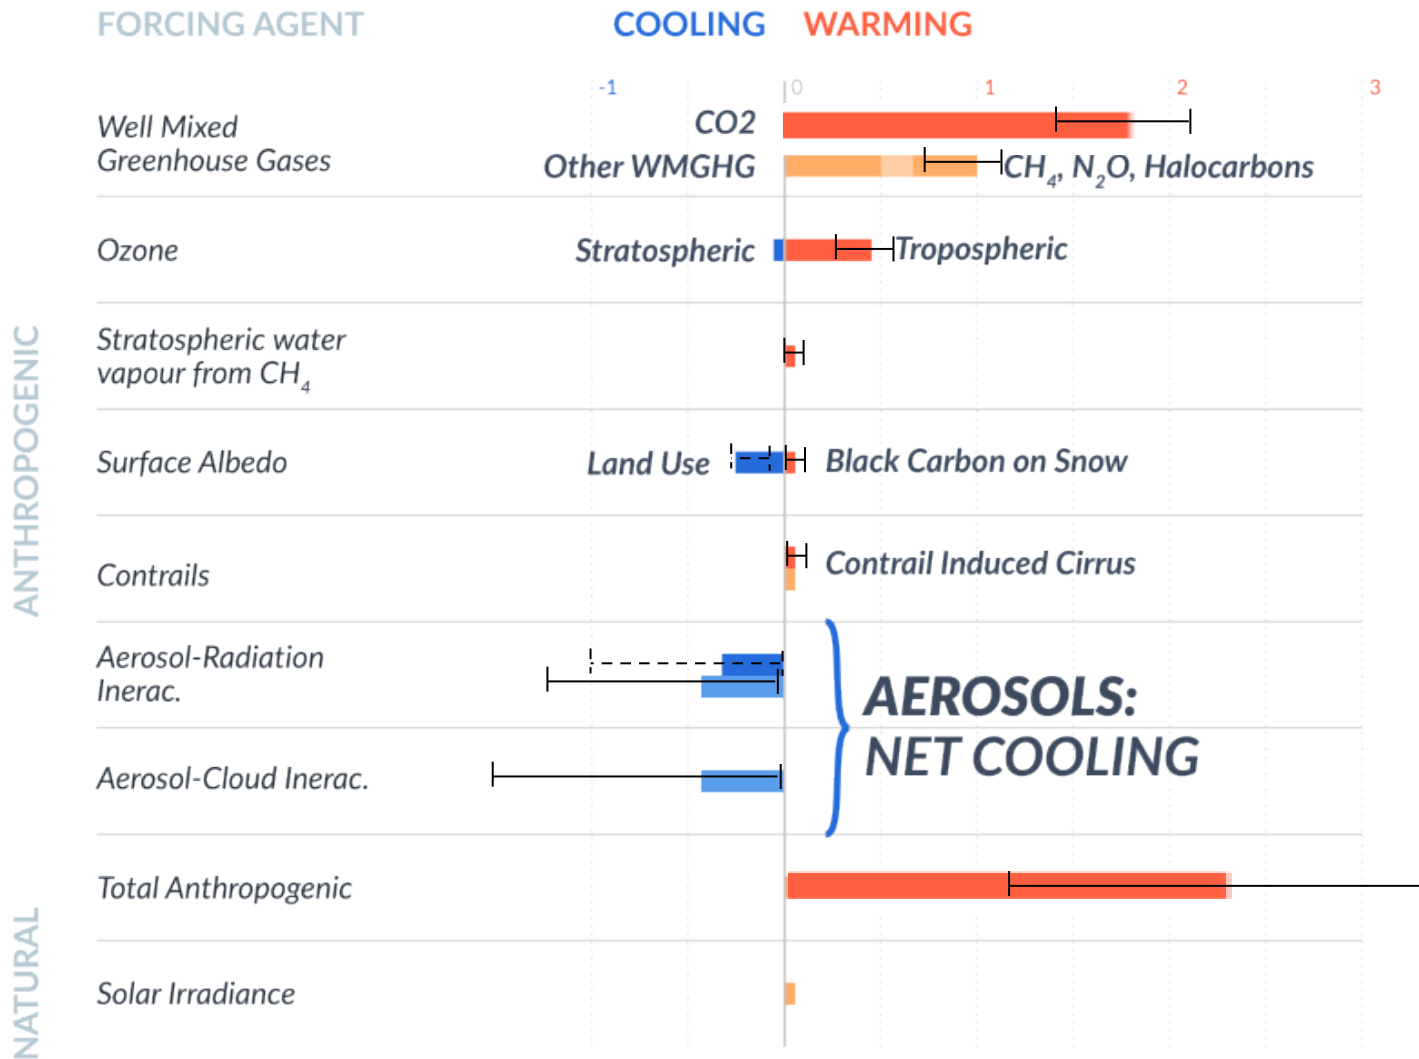 FORCING AGENT COOLING WARMING
-1 0 1 2 3
Well Mixed
Greenhouse Gases
CO2
Other WMGHG
CH₄, N₂O, Halocarbons
Ozone
Stratospheric
Tropospheric
Stratospheric water
vapour from CH₄
Surface Albedo
Land Use
Black Carbon on Snow
Contrails
Contrail Induced Cirrus
Aerosol-Radiation
Inerac.
Aerosol-Cloud Inerac.
AEROSOLS:
NET COOLING
Total Anthropogenic
Solar Irradiance
ANTHROPOGENIC
NATURAL